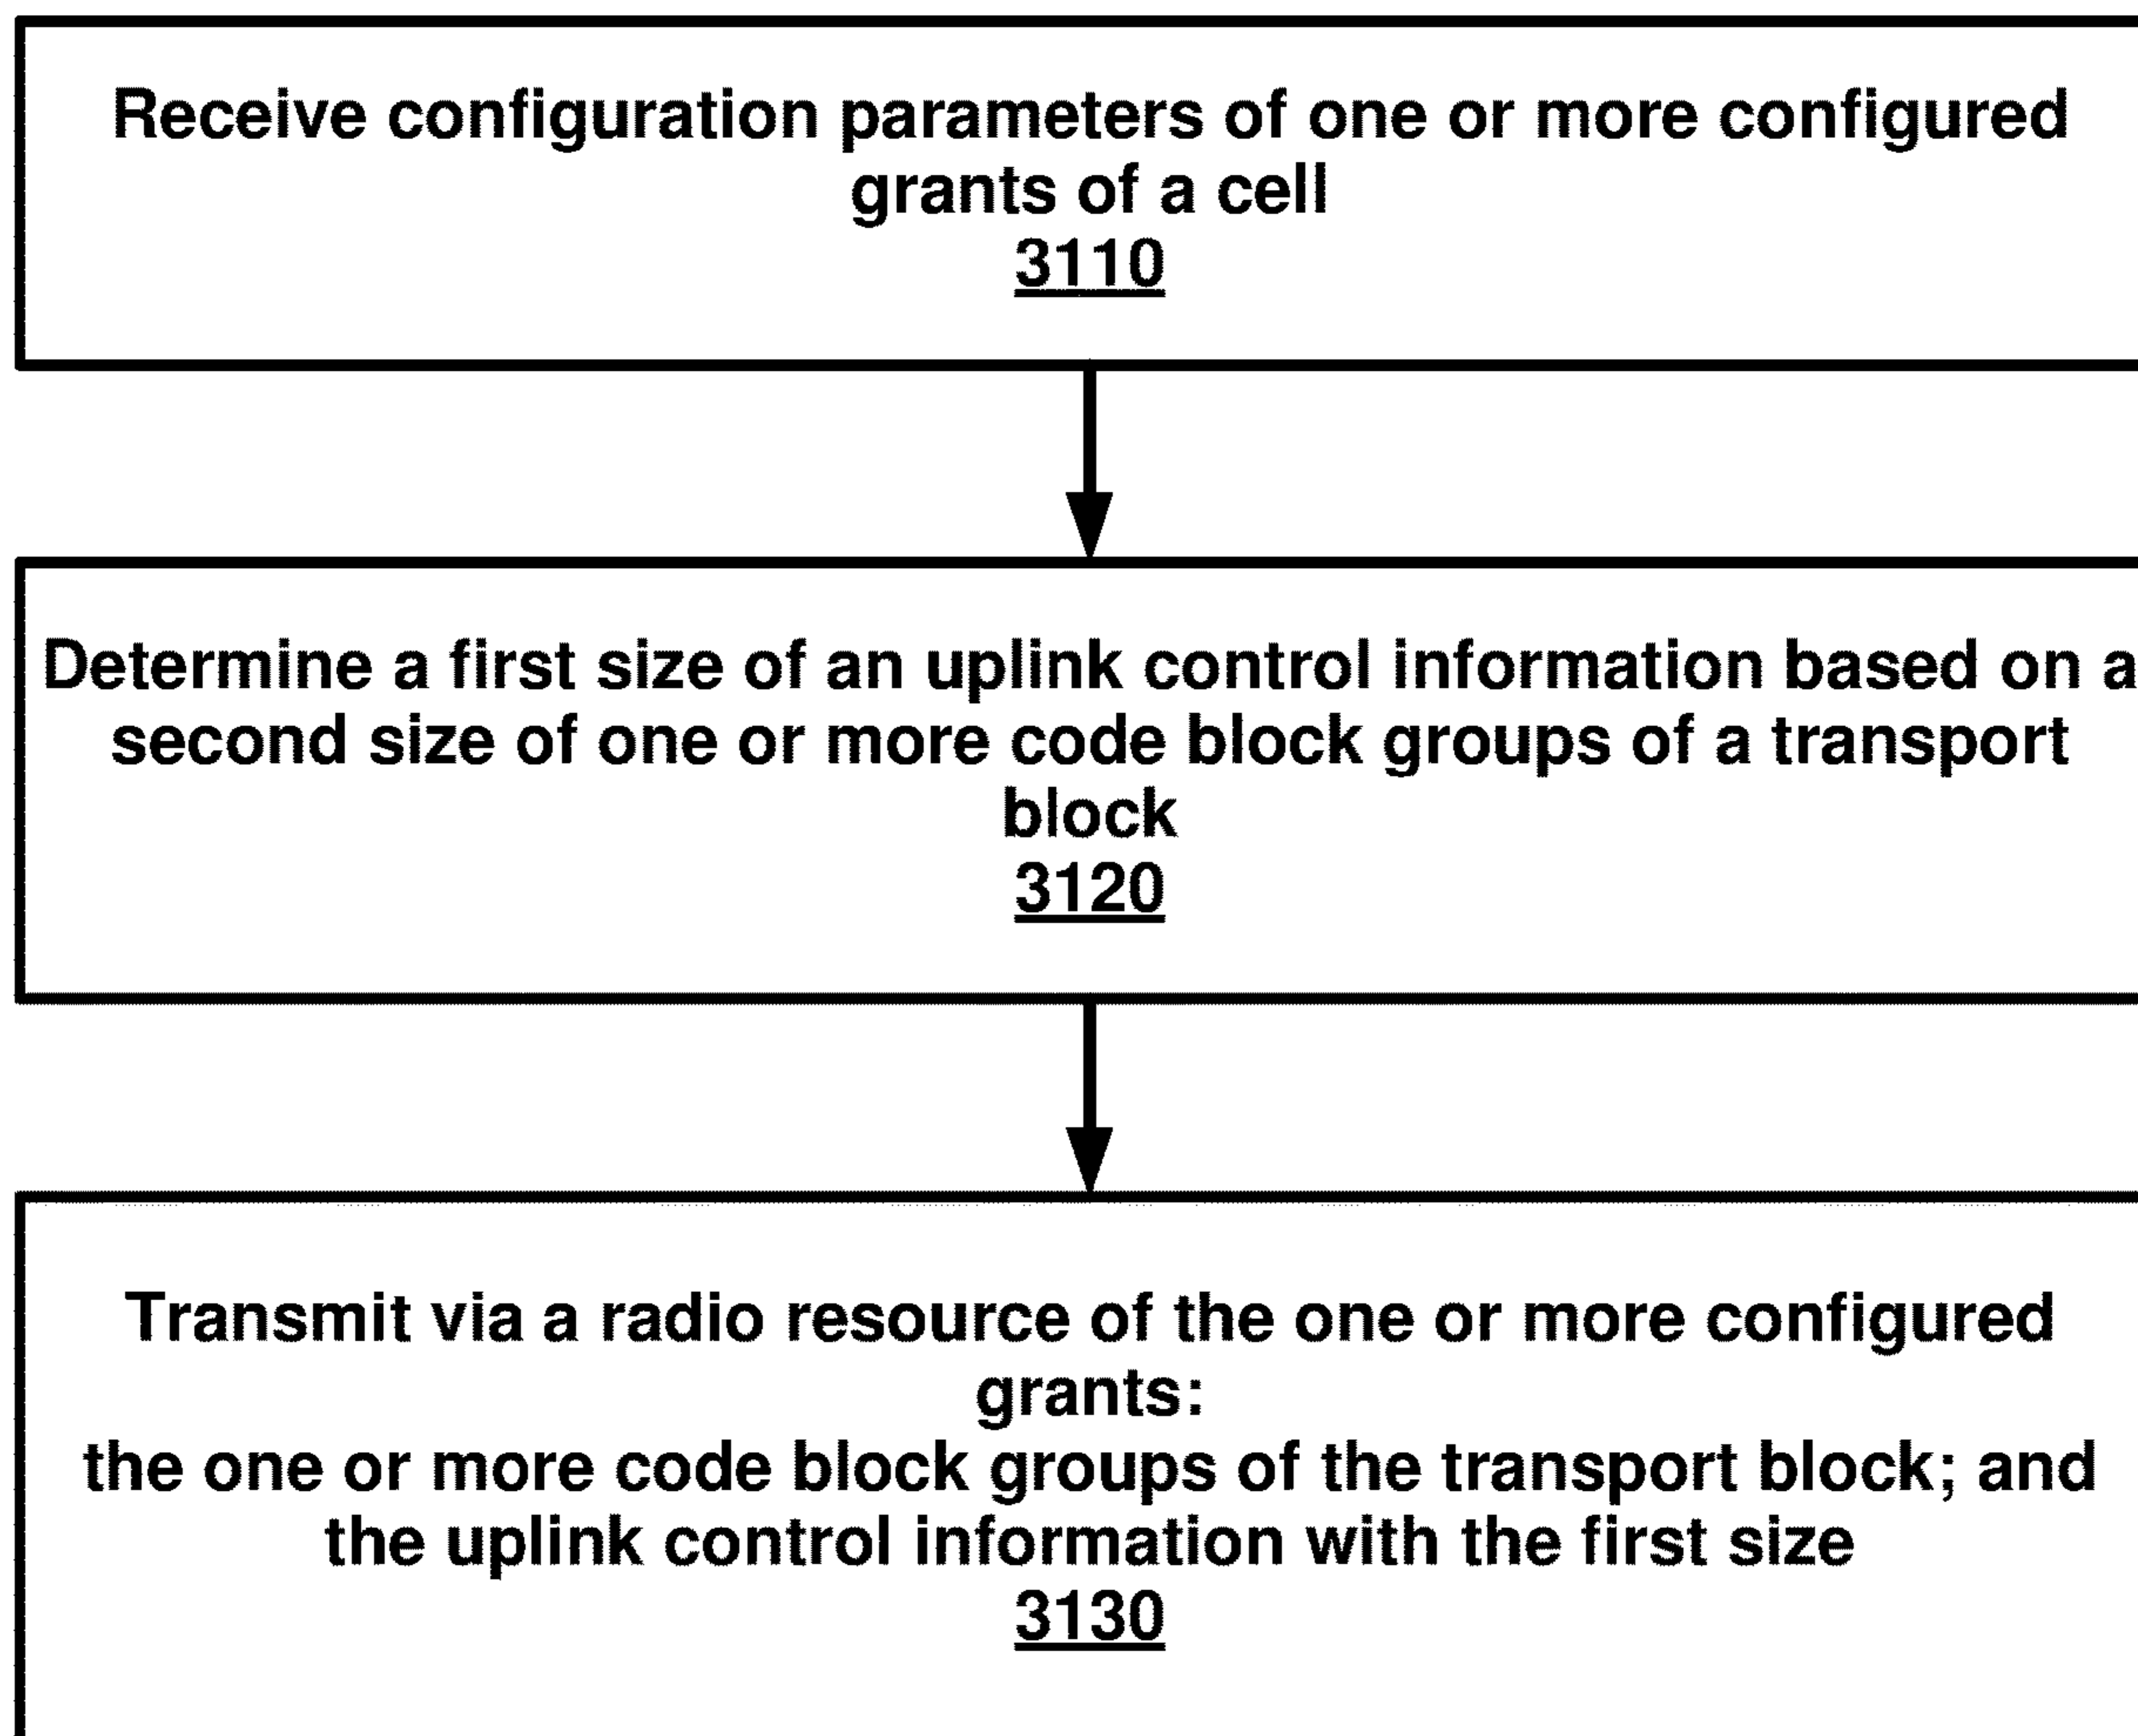 Receive configuration parameters of one or more configured
grants of a cell
3110
Determine a first size of an uplink control information based on a
second size of one or more code block groups of a transport
block
3120
Transmit via a radio resource of the one or more configured
grants:
the one or more code block groups of the transport block; and
the uplink control information with the first size
3130